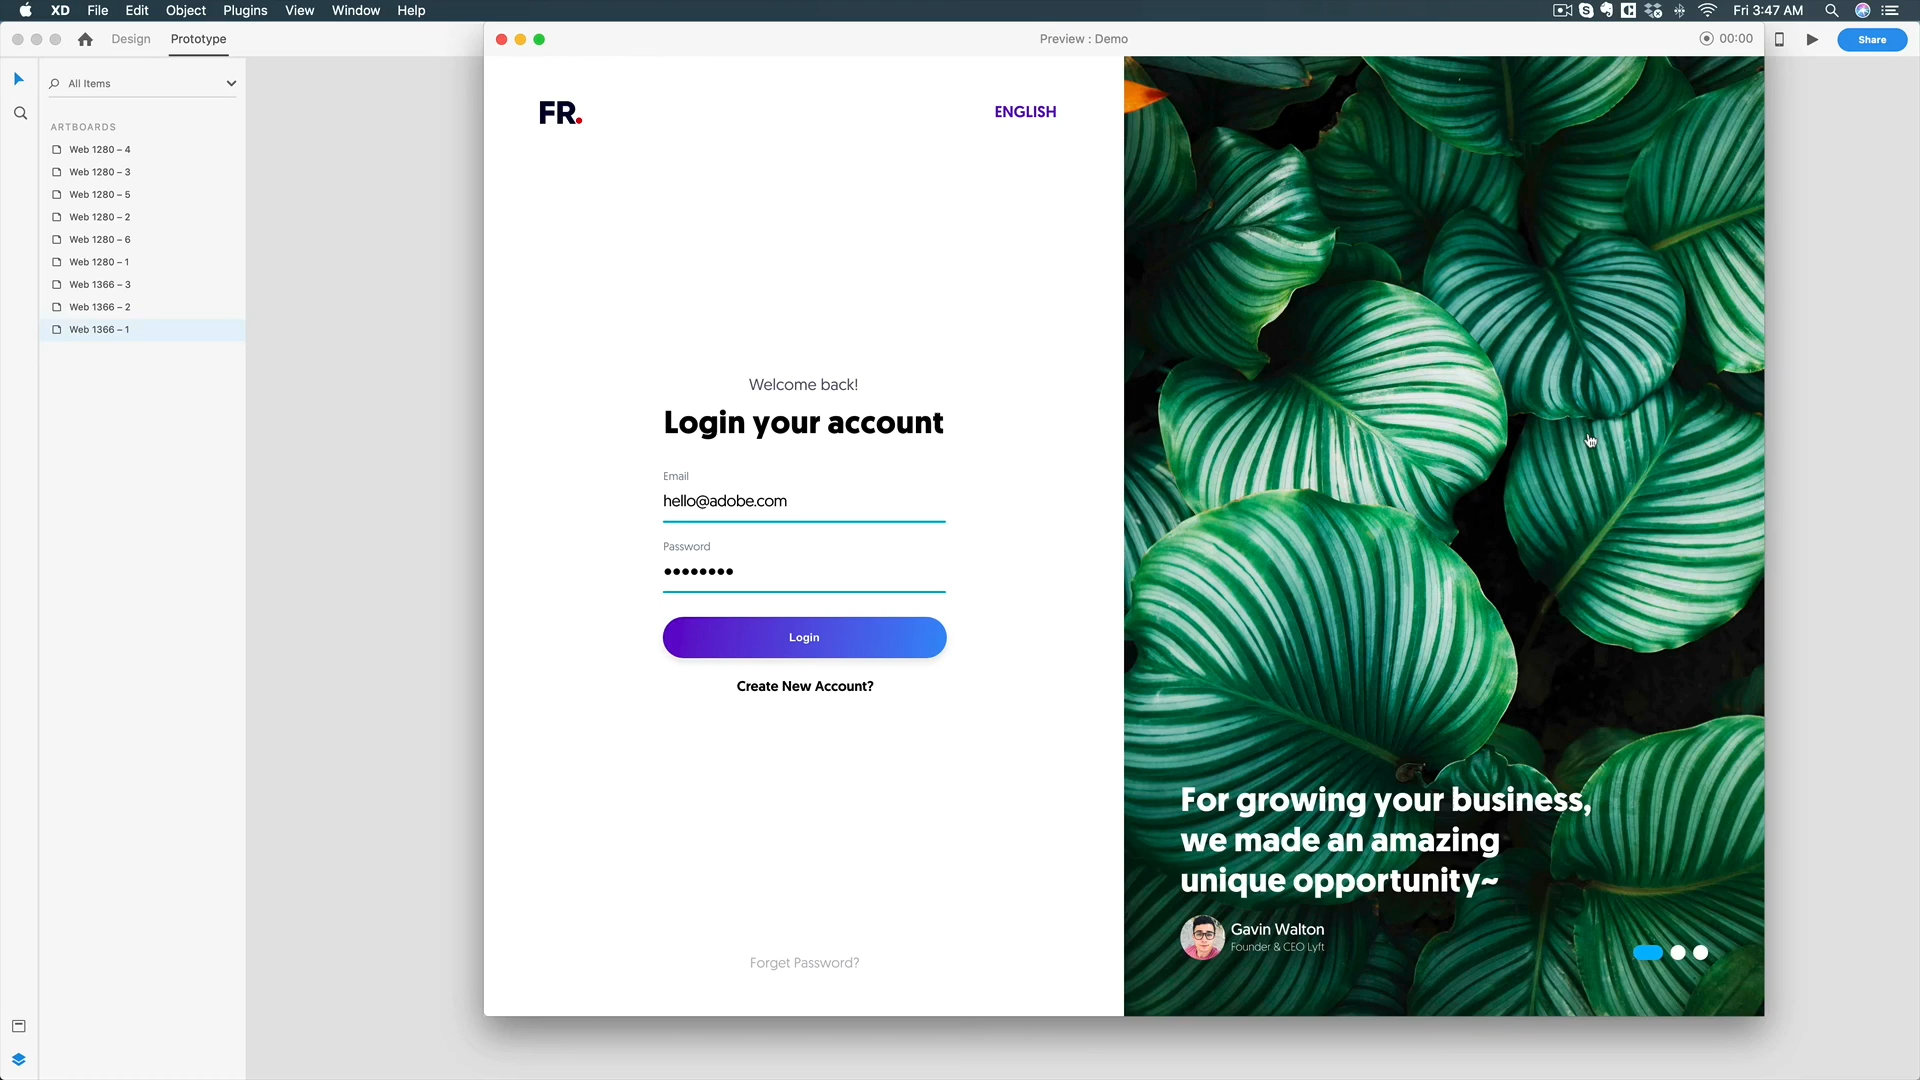 XD File Edit Object Plugins View Window Help
Fri 3:47 AM
Design Prototype
Preview : Demo
00:00
Share
All Items
ARTBOARDS
Web 1280 – 4
Web 1280 – 3
Web 1280 – 5
Web 1280 – 2
Web 1280 – 6
Web 1280 – 1
Web 1366 – 3
Web 1366 – 2
Web 1366 – 1
FR.
ENGLISH
Welcome back!
Login your account
Email
hello@adobe.com
Password
••••••••
Login
Create New Account?
Forget Password?
For growing your business,
we made an amazing
unique opportunity~
Gavin Walton
Founder & CEO Lyft